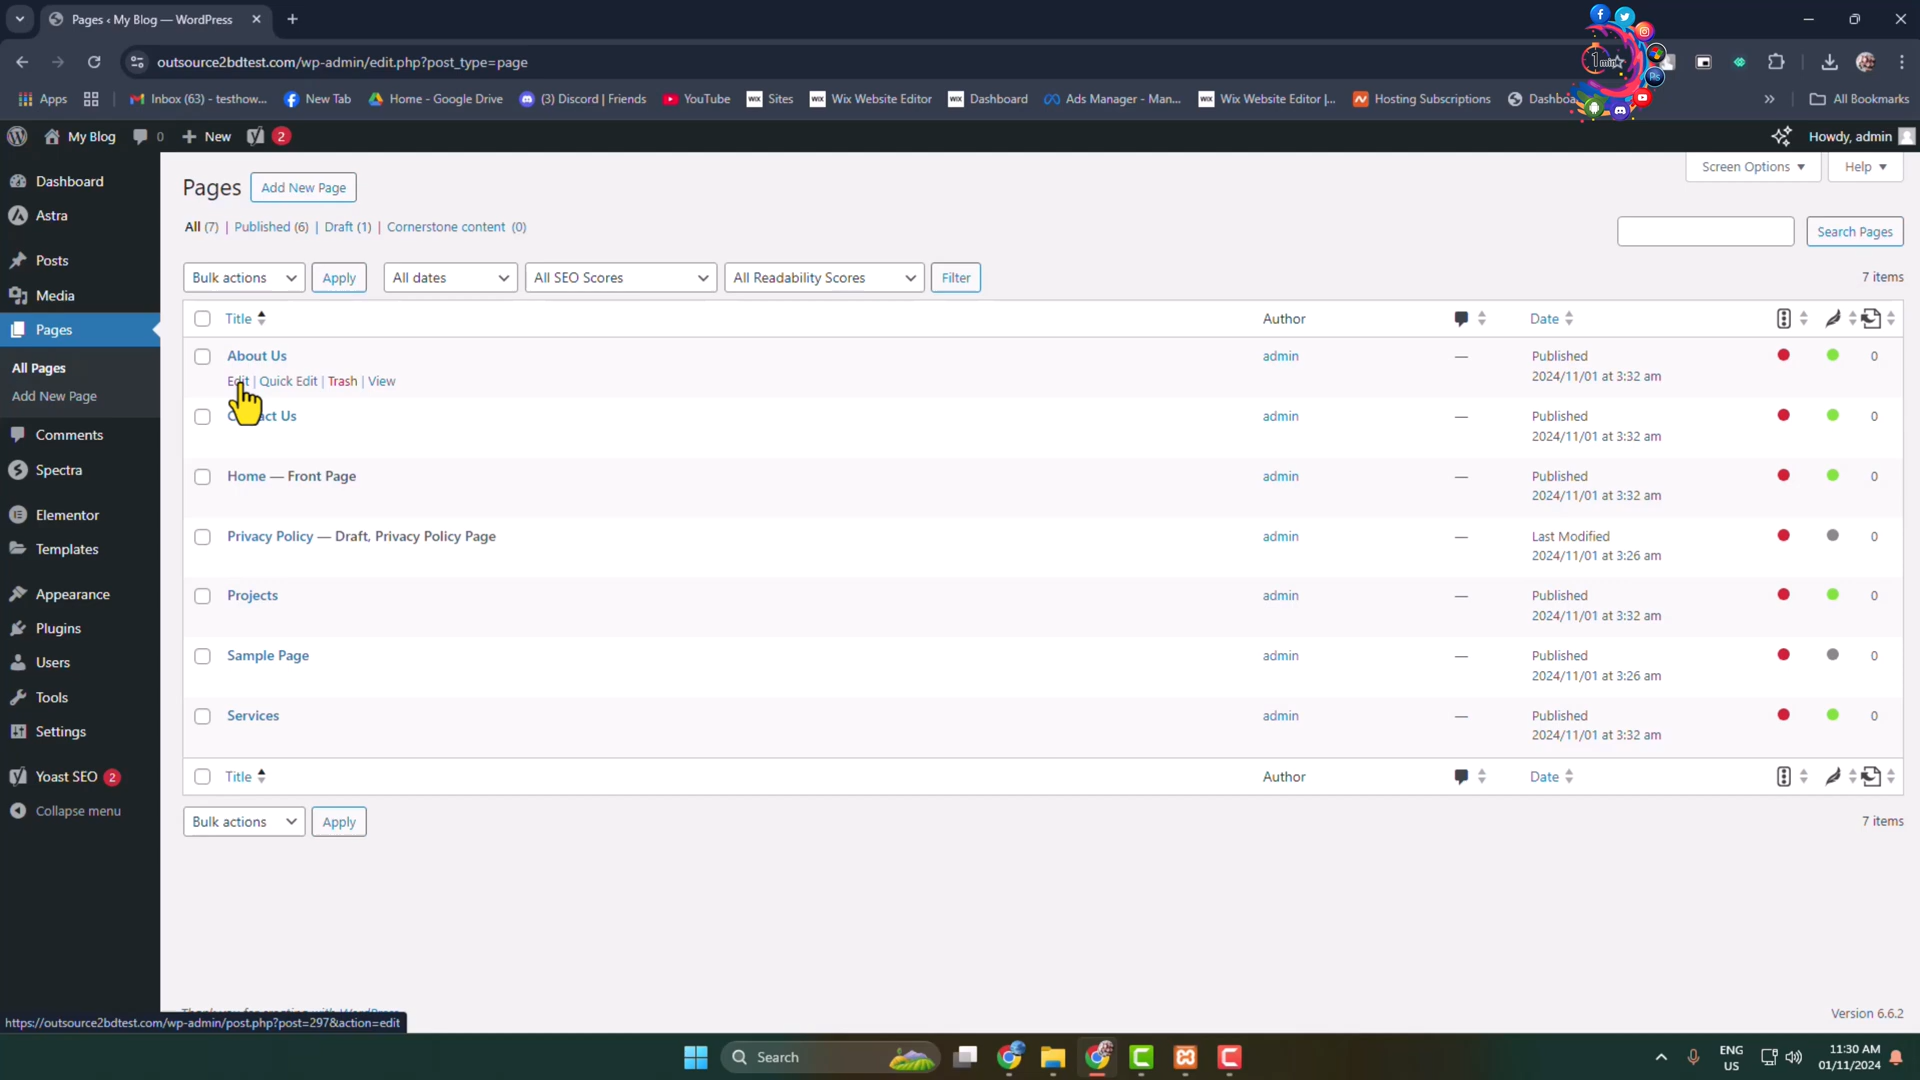 Pages ‹ My Blog — WordPress
outsource2bdtest.com/wp-admin/edit.php?post_type=page
1 min
Ps
Apps
Inbox (63) - testhow...
New Tab
Home - Google Drive
(3) Discord | Friends
YouTube
WIX Sites
WIX Wix Website Editor
WIX Dashboard
Ads Manager - Man...
WIX Wix Website Editor |...
Hosting Subscriptions
All Bookmarks
My Blog 0 New 2
Howdy, admin
Dashboard
Astra
Posts
Media
Pages
All Pages
Add New Page
Comments
Spectra
Elementor
Templates
Appearance
Plugins
Users
Tools
Settings
Yoast SEO 2
Collapse menu
Screen Options Help
Pages Add New Page
All (7) | Published (6) | Draft (1) | Cornerstone content (0)
Search Pages
Bulk actions Apply All dates All SEO Scores All Readability Scores Filter 7 items
Title Author Date
About Us admin — Published 0
Edit | Quick Edit | Trash | View 2024/11/01 at 3:32 am
Us admin — Published 0
2024/11/01 at 3:32 am
Home — Front Page admin — Published 0
2024/11/01 at 3:32 am
Privacy Policy — Draft, Privacy Policy Page admin — Last Modified 0
2024/11/01 at 3:26 am
Projects admin — Published 0
2024/11/01 at 3:32 am
Sample Page admin — Published 0
2024/11/01 at 3:26 am
Services admin — Published 0
2024/11/01 at 3:32 am
Title Author Date
Bulk actions Apply 7 items
Version 6.6.2
https://outsource2bdtest.com/wp-admin/post.php?post=297&action=edit
Search
ENG
US
11:30 AM
01/11/2024